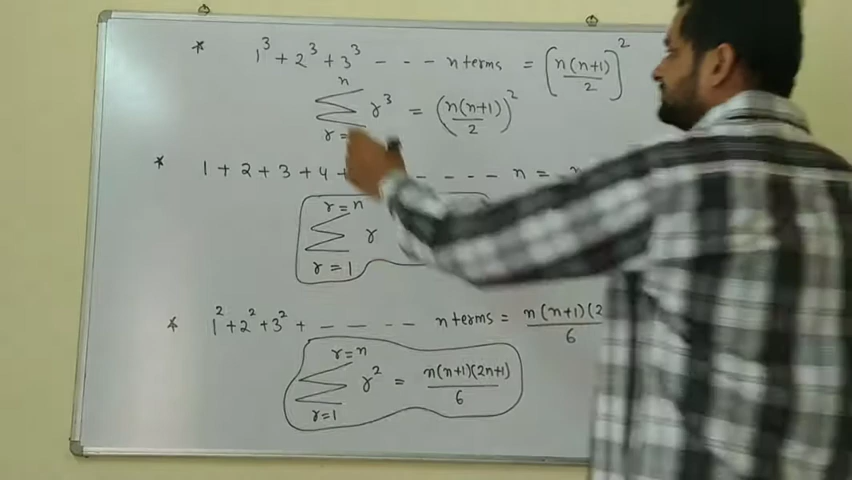 * 1³ + 2³ + 3³ - - - n terms = (n(n+1)/2)²
n
∑ r³ = (n(n+1)/2)²
r =
* 1 + 2 + 3 + 4 + - - - - - n =
r = n
∑ r
r = 1
* 1² + 2² + 3² + - - - - n terms = n(n+1)(2 /6
r = n
∑ r² = n(n+1)(2n+1)/6
r=1